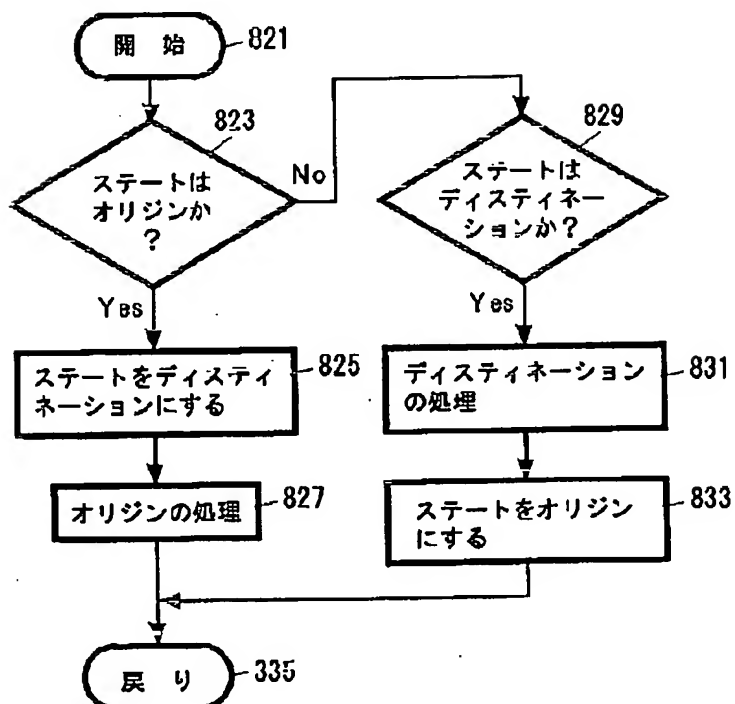 開 始
821
823
ステートは
オリジンか
?
No
Yes
829
ステートは
ディスティネー
ションか?
Yes
ステートをディスティ
ネーションにする
825
ディスティネーション
の処理
831
オリジンの処理
827
ステートをオリジン
にする
833
戻 り
335